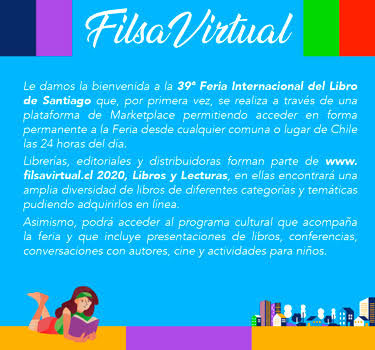 Filsa Virtual
Le damos la bienvenida a la 39ª Feria Internacional del Libro
de Santiago que, por primera vez, se realiza a través de una
plataforma de Marketplace permitiendo acceder en forma
permanente a la Feria desde cualquier comuna o lugar de Chile
las 24 horas del día.
Librerías, editoriales y distribuidoras forman parte de www.
filsavirtual.cl 2020, Libros y Lecturas, en ellas encontrará una
amplia diversidad de libros de diferentes categorías y temáticas
pudiendo adquirirlos en línea.
Asimismo, podrá acceder al programa cultural que acompaña
la feria y que incluye presentaciones de libros, conferencias,
conversaciones con autores, cine y actividades para niños.